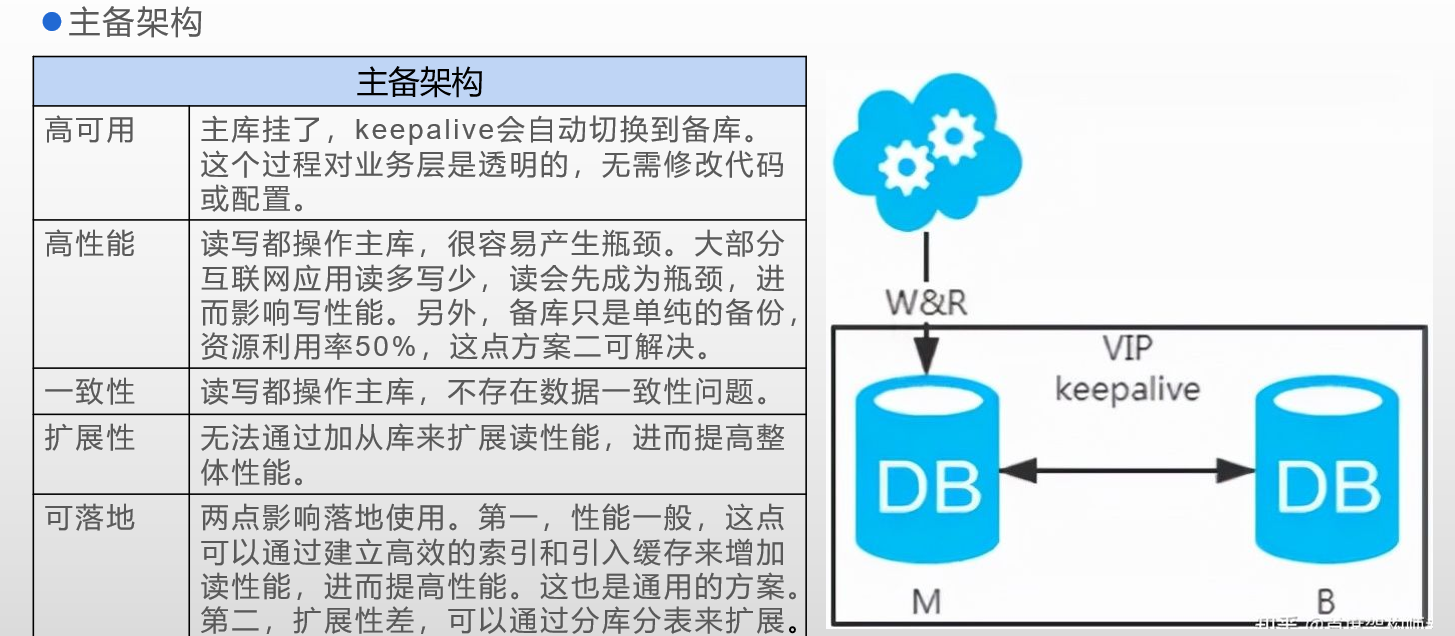 主备架构
主备架构
高可用
主库挂了，keepalive会自动切换到备库。
这个过程对业务层是透明的，无需修改代码
或配置。
高性能
读写都操作主库，很容易产生瓶颈。大部分
互联网应用读多写少，读会先成为瓶颈，进
而影响写性能。另外，备库只是单纯的备份，
资源利用率50%，这点方案二可解决。
一致性
读写都操作主库，不存在数据一致性问题。
扩展性
无法通过加从库来扩展读性能，进而提高整
体性能。
可落地
两点影响落地使用。第一，性能一般，这点
可以通过建立高效的索引和引入缓存来增加
读性能，进而提高性能。这也是通用的方案。
第二，扩展性差，可以通过分库分表来扩展。
W&R
VIP
keepalive
DB
DB
M
B